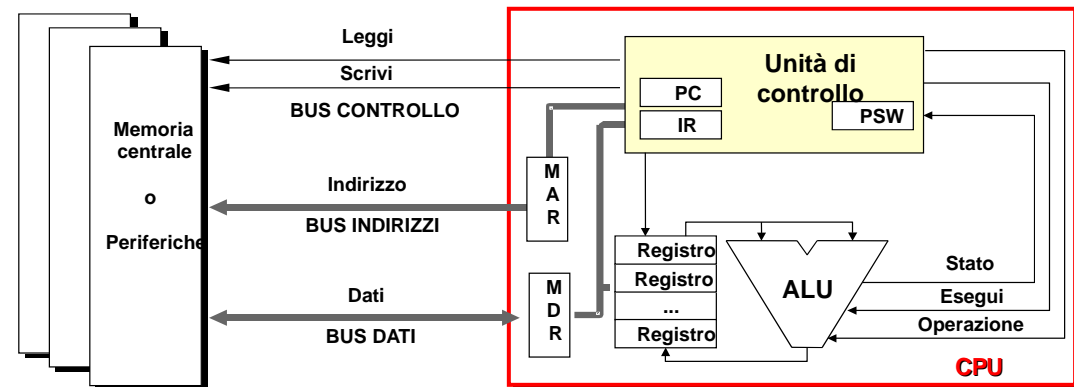 Leggi
Scrivi
BUS CONTROLLO
Memoria
centrale
o
Periferiche
Indirizzo
BUS INDIRIZZI
Dati
BUS DATI
M
A
R
M
D
R
Unità di
controllo
PC
IR
PSW
Registro
Registro
...
Registro
ALU
Stato
Esegui
Operazione
CPU